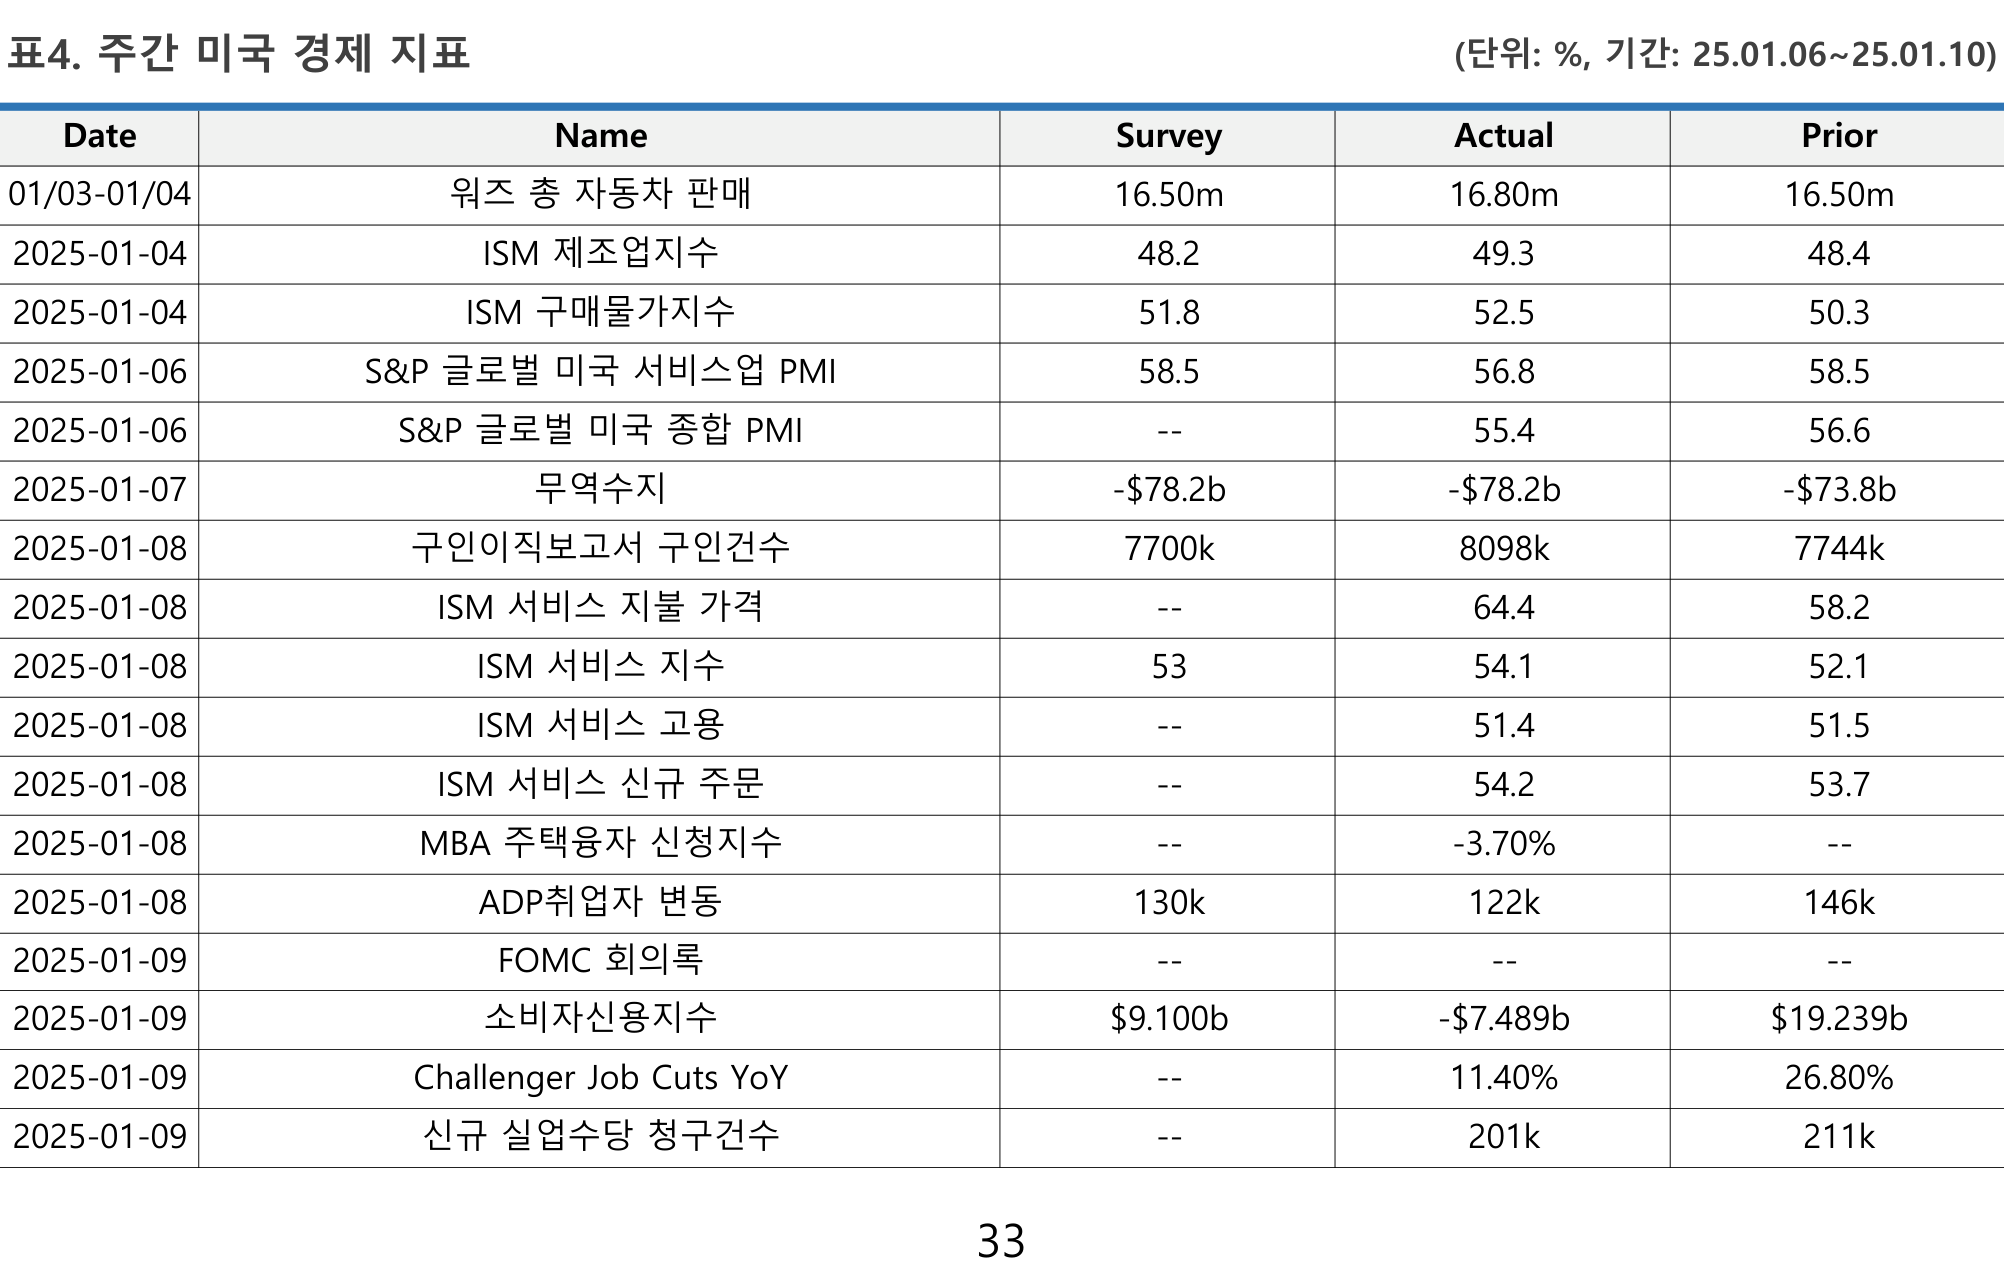 표4. 주간 미국 경제 지표 (단위: %, 기간: 25.01.06~25.01.10)
Date Name Survey Actual Prior
01/03-01/04 워즈 총 자동차 판매 16.50m 16.80m 16.50m
2025-01-04 ISM 제조업지수 48.2 49.3 48.4
2025-01-04 ISM 구매물가지수 51.8 52.5 50.3
2025-01-06 S&P 글로벌 미국 서비스업 PMI 58.5 56.8 58.5
2025-01-06 S&P 글로벌 미국 종합 PMI -- 55.4 56.6
2025-01-07 무역수지 -$78.2b -$78.2b -$73.8b
2025-01-08 구인이직보고서 구인건수 7700k 8098k 7744k
2025-01-08 ISM 서비스 지불 가격 -- 64.4 58.2
2025-01-08 ISM 서비스 지수 53 54.1 52.1
2025-01-08 ISM 서비스 고용 -- 51.4 51.5
2025-01-08 ISM 서비스 신규 주문 -- 54.2 53.7
2025-01-08 MBA 주택융자 신청지수 -- -3.70% --
2025-01-08 ADP취업자 변동 130k 122k 146k
2025-01-09 FOMC 회의록 -- -- --
2025-01-09 소비자신용지수 $9.100b -$7.489b $19.239b
2025-01-09 Challenger Job Cuts YoY -- 11.40% 26.80%
2025-01-09 신규 실업수당 청구건수 -- 201k 211k
33